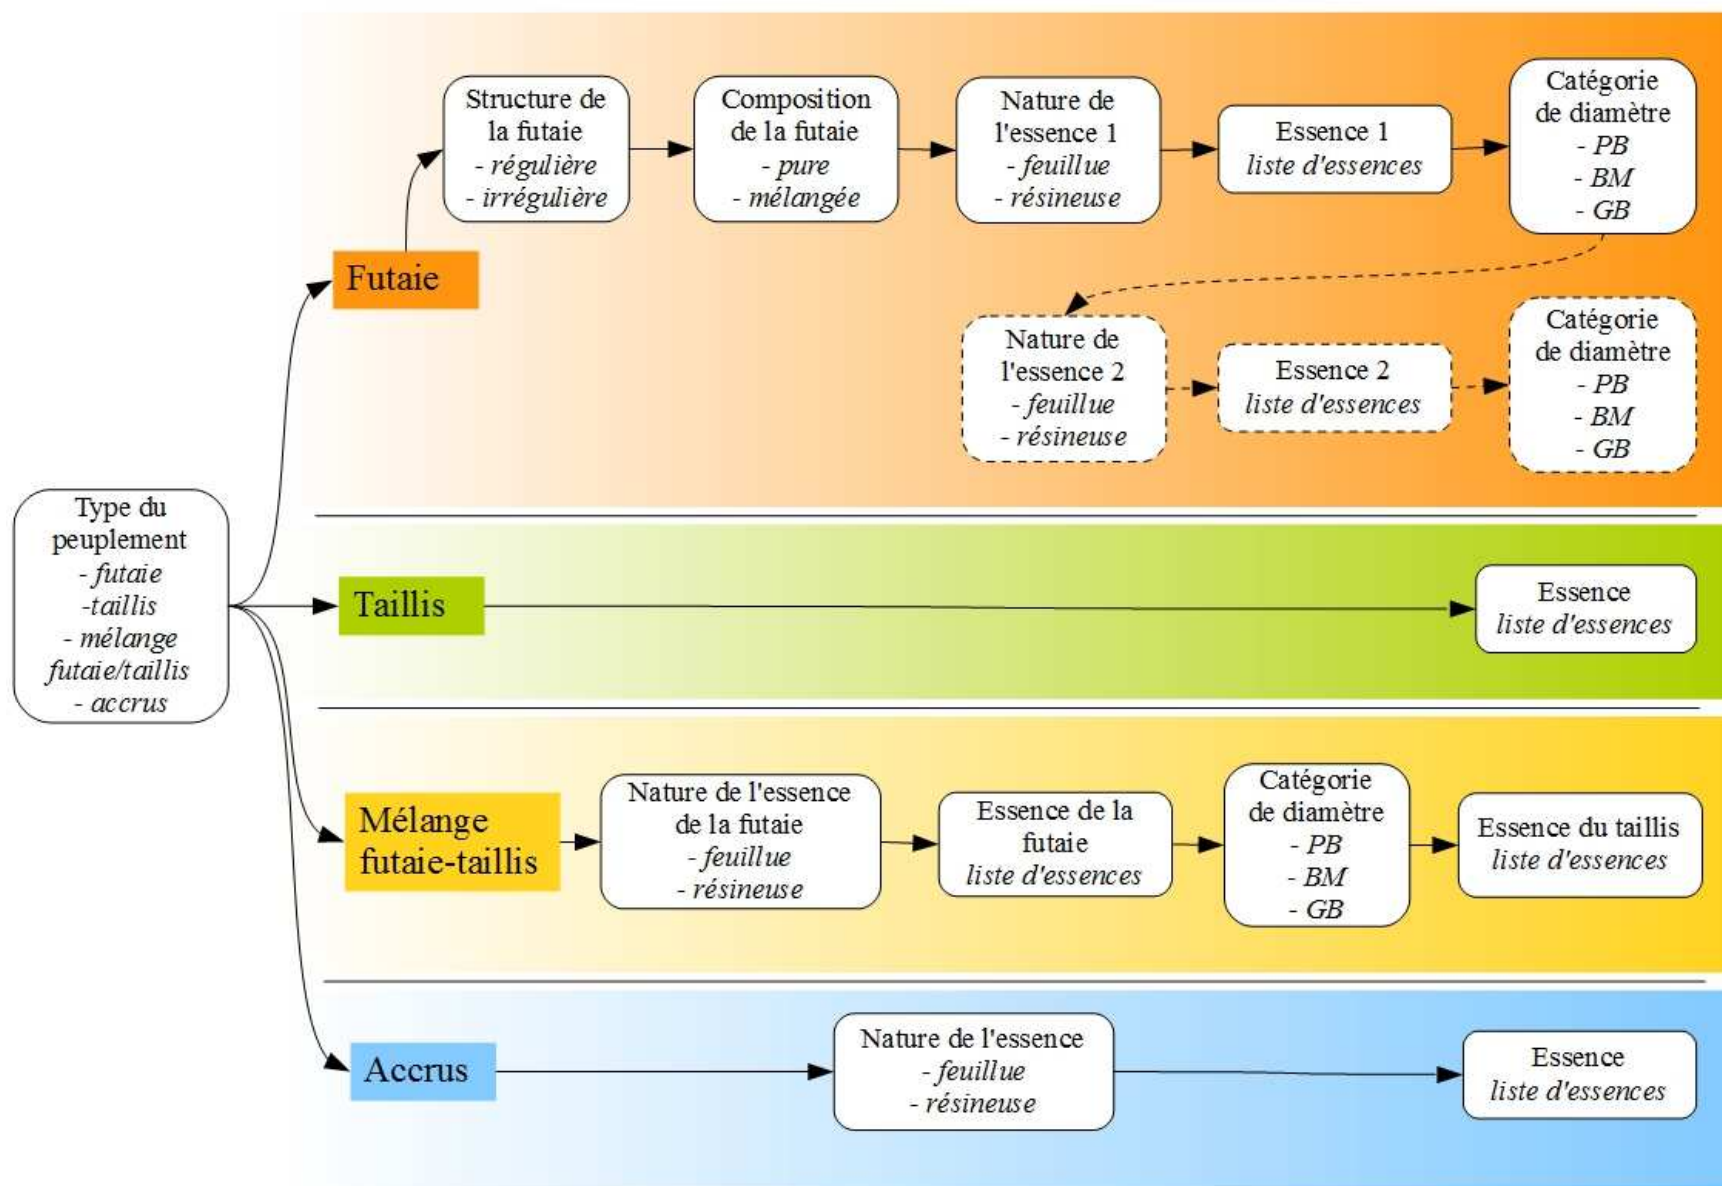 Type du
peuplement
- futaie
-taillis
- mélange
futaie/taillis
- accrus
Futaie
Structure de
la futaie
- régulière
- irrégulière
Composition
de la futaie
- pure
- mélangée
Nature de
l'essence 1
- feuillue
- résineuse
Essence 1
liste d'essences
Catégorie
de diamètre
- PB
- BM
- GB
Nature de
l'essence 2
- feuillue
- résineuse
Essence 2
liste d'essences
Catégorie
de diamètre
- PB
- BM
- GB
Taillis
Essence
liste d'essences
Mélange
futaie-taillis
Nature de l'essence
de la futaie
- feuillue
- résineuse
Essence de la
futaie
liste d'essences
Catégorie
de diamètre
- PB
- BM
- GB
Essence du taillis
liste d'essences
Accrus
Nature de l'essence
- feuillue
- résineuse
Essence
liste d'essences